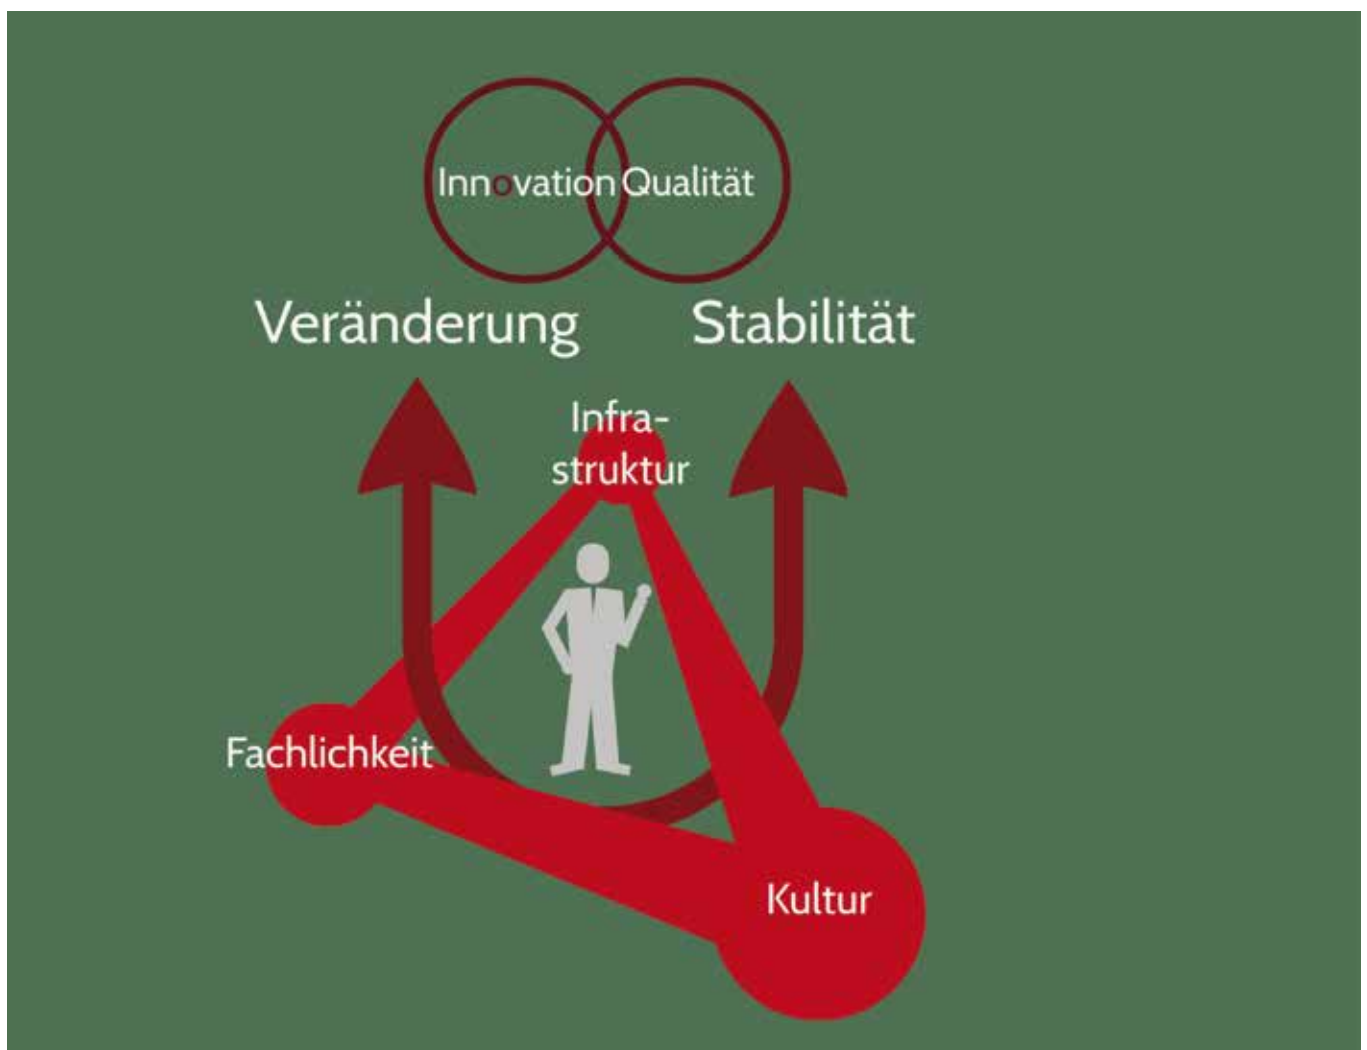 Innovation Qualität
Veränderung Stabilität
Infra-
struktur
Fachlichkeit
Kultur